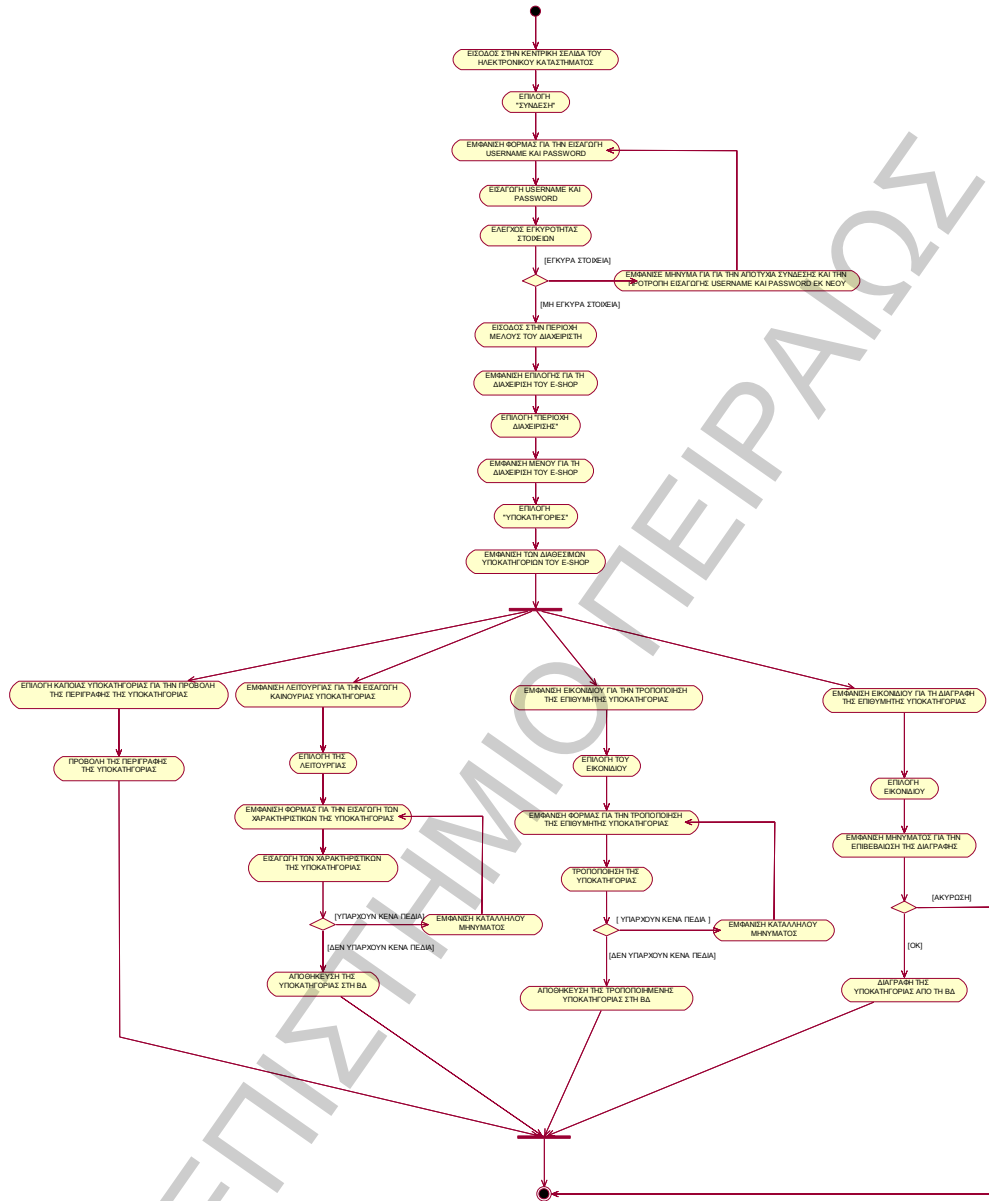 ΕΙΣΟΔΟΣ ΣΤΗΝ ΚΕΝΤΡΙΚΗ ΣΕΛΙΔΑ ΤΟΥ
ΗΛΕΚΤΡΟΝΙΚΟΥ ΚΑΤΑΣΤΗΜΑΤΟΣ
ΕΠΙΛΟΓΗ
"ΣΥΝΔΕΣΗ"
ΕΜΦΑΝΙΣΗ ΦΟΡΜΑΣ ΓΙΑ ΤΗΝ ΕΙΣΑΓΩΓΗ
USERNAME ΚΑΙ PASSWORD
ΕΙΣΑΓΩΓΗ USERNAME ΚΑΙ
PASSWORD
ΕΛΕΓΧΟΣ ΕΓΚΥΡΟΤΗΤΑΣ
ΣΤΟΙΧΕΙΩΝ
[ΕΓΚΥΡΑ ΣΤΟΙΧΕΙΑ]
ΕΜΦΑΝΙΣΕ ΜΗΝΥΜΑ ΓΙΑ ΓΙΑ ΤΗΝ ΑΠΟΤΥΧΙΑ ΣΥΝΔΕΣΗΣ ΚΑΙ ΤΗΝ
ΠΡΟΤΡΟΠΗ ΕΙΣΑΓΩΓΗΣ USERNAME ΚΑΙ PASSWORD ΕΚ ΝΕΟΥ
[ΜΗ ΕΓΚΥΡΑ ΣΤΟΙΧΕΙΑ]
ΕΙΣΟΔΟΣ ΣΤΗΝ ΠΕΡΙΟΧΗ
ΜΕΛΟΥΣ ΤΟΥ ΔΙΑΧΕΙΡΙΣΤΗ
ΕΜΦΑΝΙΣΗ ΕΠΙΛΟΓΗΣ ΓΙΑ ΤΗ
ΔΙΑΧΕΙΡΙΣΗ ΤΟΥ E-SHOP
ΕΠΙΛΟΓΗ "ΠΕΡΙΟΧΗ
ΔΙΑΧΕΙΡΙΣΗΣ"
ΕΜΦΑΝΙΣΗ ΜΕΝΟΥ ΓΙΑ ΤΗ
ΔΙΑΧΕΙΡΙΣΗ ΤΟΥ E-SHOP
ΕΠΙΛΟΓΗ
"ΥΠΟΚΑΤΗΓΟΡΙΕΣ"
ΕΜΦΑΝΙΣΗ ΤΩΝ ΔΙΑΘΕΣΙΜΩΝ
ΥΠΟΚΑΤΗΓΟΡΙΩΝ ΤΟΥ E-SHOP
ΕΠΙΛΟΓΗ ΚΑΠΟΙΑΣ ΥΠΟΚΑΤΗΓΟΡΙΑΣ ΓΙΑ ΤΗΝ ΠΡΟΒΟΛΗ
ΤΗΣ ΠΕΡΙΓΡΑΦΗΣ ΤΗΣ ΥΠΟΚΑΤΗΓΟΡΙΑΣ
ΠΡΟΒΟΛΗ ΤΗΣ ΠΕΡΙΓΡΑΦΗΣ
ΤΗΣ ΥΠΟΚΑΤΗΓΟΡΙΑΣ
ΕΜΦΑΝΙΣΗ ΛΕΙΤΟΥΡΓΙΑΣ ΓΙΑ ΤΗΝ ΕΙΣΑΓΩΓΗ
ΚΑΙΝΟΥΡΙΑΣ ΥΠΟΚΑΤΗΓΟΡΙΑΣ
ΕΠΙΛΟΓΗ ΤΗΣ
ΛΕΙΤΟΥΡΓΙΑΣ
ΕΜΦΑΝΙΣΗ ΦΟΡΜΑΣ ΓΙΑ ΤΗΝ ΕΙΣΑΓΩΓΗ ΤΩΝ
ΧΑΡΑΚΤΗΡΙΣΤΙΚΩΝ ΤΗΣ ΥΠΟΚΑΤΗΓΟΡΙΑΣ
ΕΙΣΑΓΩΓΗ ΤΩΝ ΧΑΡΑΚΤΗΡΙΣΤΙΚΩΝ
ΤΗΣ ΥΠΟΚΑΤΗΓΟΡΙΑΣ
[ΥΠΑΡΧΟΥΝ ΚΕΝΑ ΠΕΔΙΑ]
ΕΜΦΑΝΙΣΗ ΚΑΤΑΛΛΗΛΟΥ
ΜΗΝΥΜΑΤΟΣ
[ΔΕΝ ΥΠΑΡΧΟΥΝ ΚΕΝΑ ΠΕΔΙΑ]
ΑΠΟΘΗΚΕΥΣΗ ΤΗΣ
ΥΠΟΚΑΤΗΓΟΡΙΑΣ ΣΤΗ ΒΔ
ΕΜΦΑΝΙΣΗ ΕΙΚΟΝΙΔΙΟΥ ΓΙΑ ΤΗΝ ΤΡΟΠΟΠΟΙΗΣΗ
ΤΗΣ ΕΠΙΘΥΜΗΤΗΣ ΥΠΟΚΑΤΗΓΟΡΙΑΣ
ΕΠΙΛΟΓΗ ΤΟΥ
ΕΙΚΟΝΙΔΙΟΥ
ΕΜΦΑΝΙΣΗ ΦΟΡΜΑΣ ΓΙΑ ΤΗΝ ΤΡΟΠΟΠΟΙΗΣΗ
ΤΗΣ ΕΠΙΘΥΜΗΤΗΣ ΥΠΟΚΑΤΗΓΟΡΙΑΣ
ΤΡΟΠΟΠΟΙΗΣΗ ΤΗΣ
ΥΠΟΚΑΤΗΓΟΡΙΑΣ
[ ΥΠΑΡΧΟΥΝ ΚΕΝΑ ΠΕΔΙΑ ]
ΕΜΦΑΝΙΣΗ ΚΑΤΑΛΛΗΛΟΥ
ΜΗΝΥΜΑΤΟΣ
[ΔΕΝ ΥΠΑΡΧΟΥΝ ΚΕΝΑ ΠΕΔΙΑ]
ΑΠΟΘΗΚΕΥΣΗ ΤΗΣ ΤΡΟΠΟΠΟΙΗΜΕΝΗΣ
ΥΠΟΚΑΤΗΓΟΡΙΑΣ ΣΤΗ ΒΔ
ΕΜΦΑΝΙΣΗ ΕΙΚΟΝΙΔΙΟΥ ΓΙΑ ΤΗ ΔΙΑΓΡΑΦΗ
ΤΗΣ ΕΠΙΘΥΜΗΤΗΣ ΥΠΟΚΑΤΗΓΟΡΙΑΣ
ΕΠΙΛΟΓΗ
ΕΙΚΟΝΙΔΙΟΥ
ΕΜΦΑΝΙΣΗ ΜΗΝΥΜΑΤΟΣ ΓΙΑ ΤΗΝ
ΕΠΙΒΕΒΑΙΩΣΗ ΤΗΣ ΔΙΑΓΡΑΦΗΣ
[ΑΚΥΡΩΣΗ]
[ΟΚ]
ΔΙΑΓΡΑΦΗ ΤΗΣ
ΥΠΟΚΑΤΗΓΟΡΙΑΣ ΑΠΟ ΤΗ ΒΔ
ΕΠΙΣΤΗΜΙΟ ΠΕΙΡΑΙΩΣ